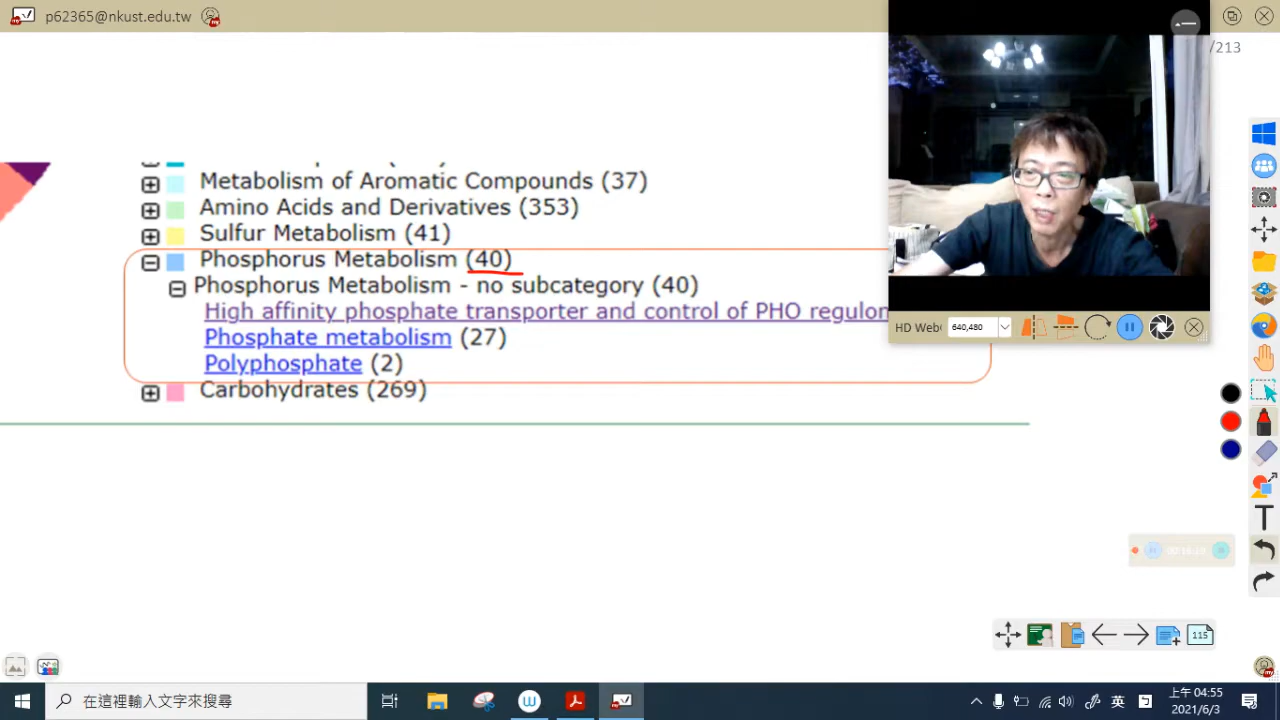 p62365@nkust.edu.tw
/213
Metabolism of Aromatic Compounds (37)
Amino Acids and Derivatives (353)
Sulfur Metabolism (41)
Phosphorus Metabolism (40)
Phosphorus Metabolism - no subcategory (40)
High affinity phosphate transporter and control of PHO regulon
Phosphate metabolism (27)
Polyphosphate (2)
Carbohydrates (269)
HD Web
640,480
T
115
在這裡輸入文字來搜尋
英
上午 04:55
2021/6/3